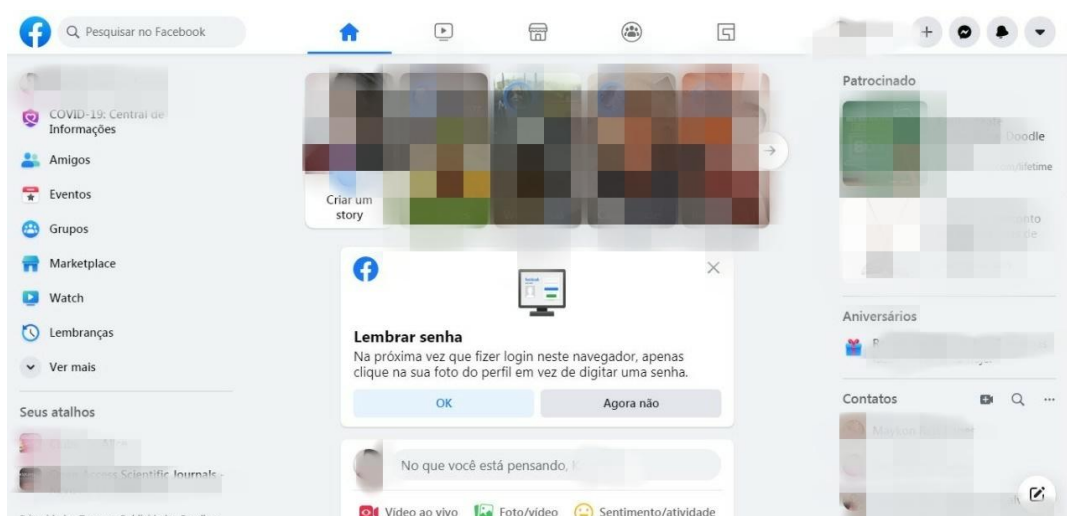 Pesquisar no Facebook
COVID-19: Central de
Informações
Amigos
Eventos
Grupos
Marketplace
Watch
Lembranças
Ver mais
Seus atalhos
Access Scientific Journals -
Criar um
story
Lembrar senha
Na próxima vez que fizer login neste navegador, apenas
clique na sua foto do perfil em vez de digitar uma senha.
OK
Agora não
No que você está pensando, K
Vídeo ao vivo
Foto/vídeo
Sentimento/atividade
Patrocinado
Doodle
Aniversários
Contatos